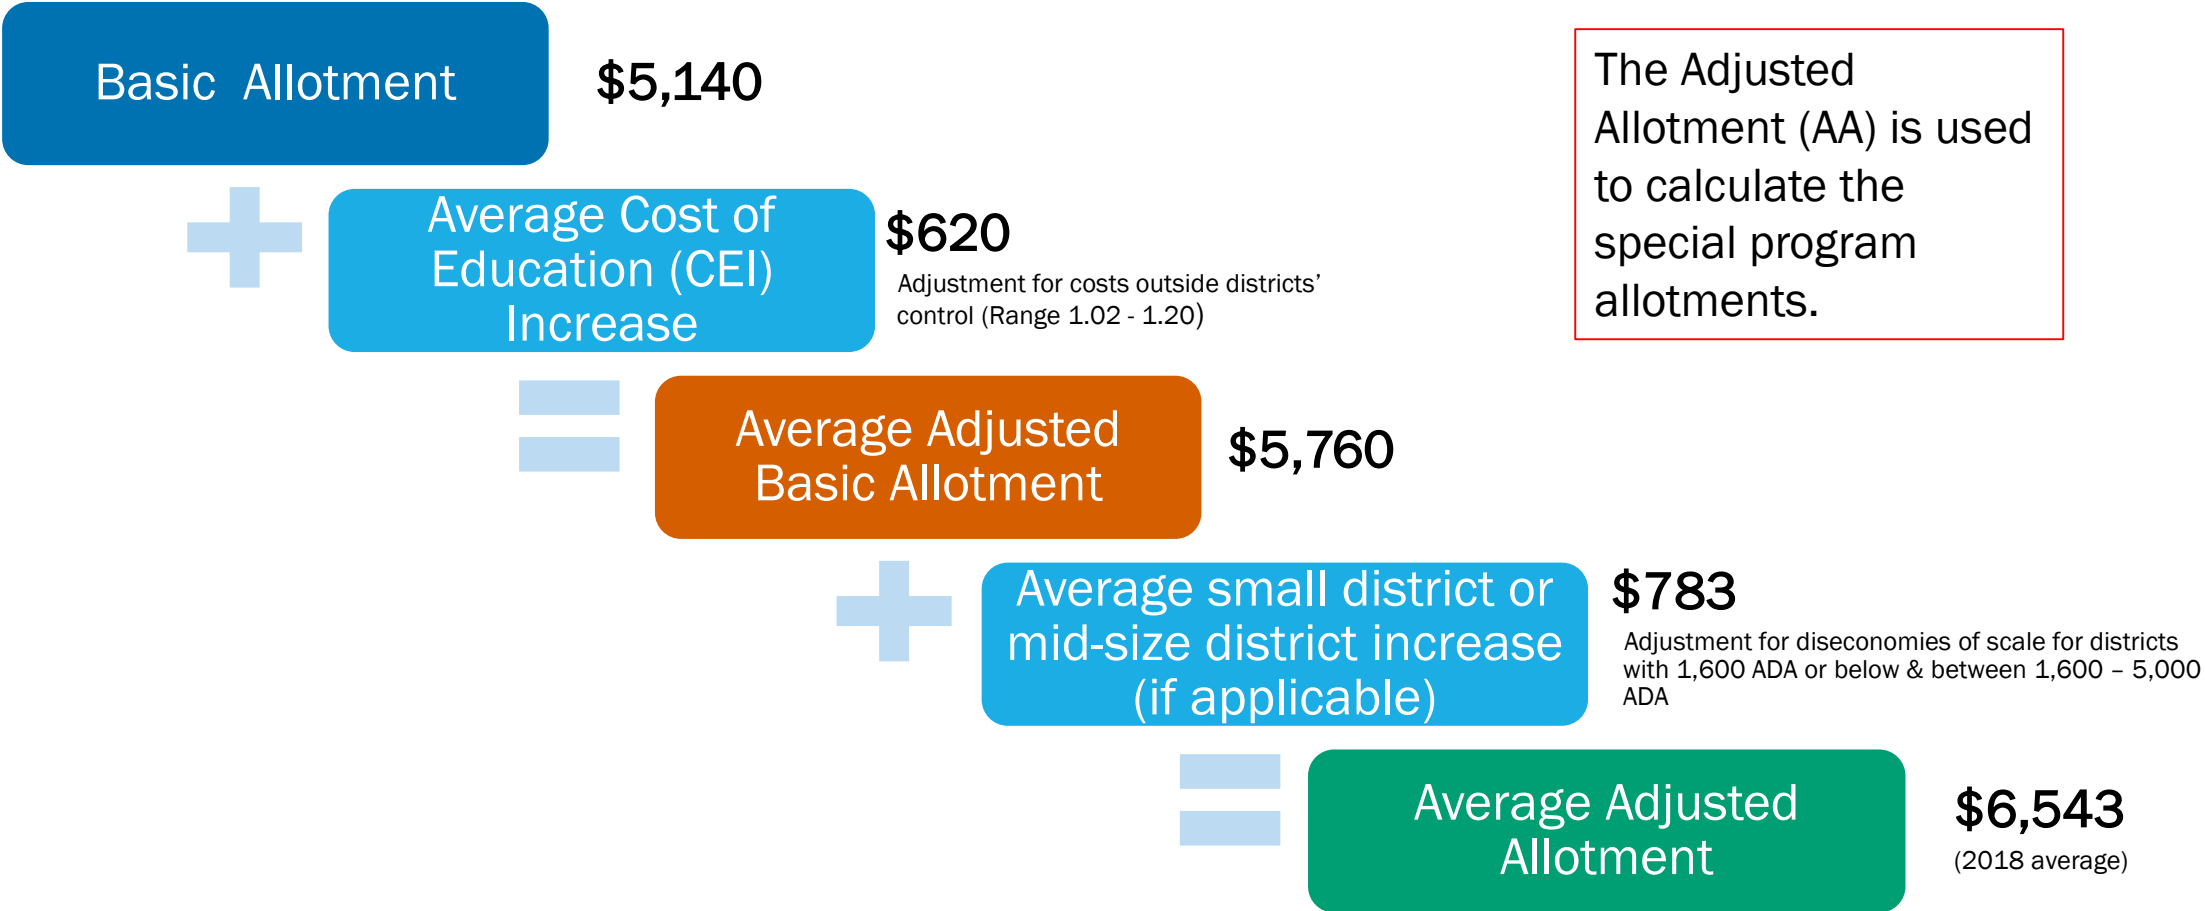 Basic Allotment
$5,140
The Adjusted
Allotment (AA) is used
to calculate the
special program
allotments.
Average Cost of
Education (CEI)
Increase
$620
Adjustment for costs outside districts’
control (Range 1.02 - 1.20)
Average Adjusted
Basic Allotment
$5,760
Average small district or
mid-size district increase
(if applicable)
$783
Adjustment for diseconomies of scale for districts
with 1,600 ADA or below & between 1,600 – 5,000
ADA
Average Adjusted
Allotment
$6,543
(2018 average)